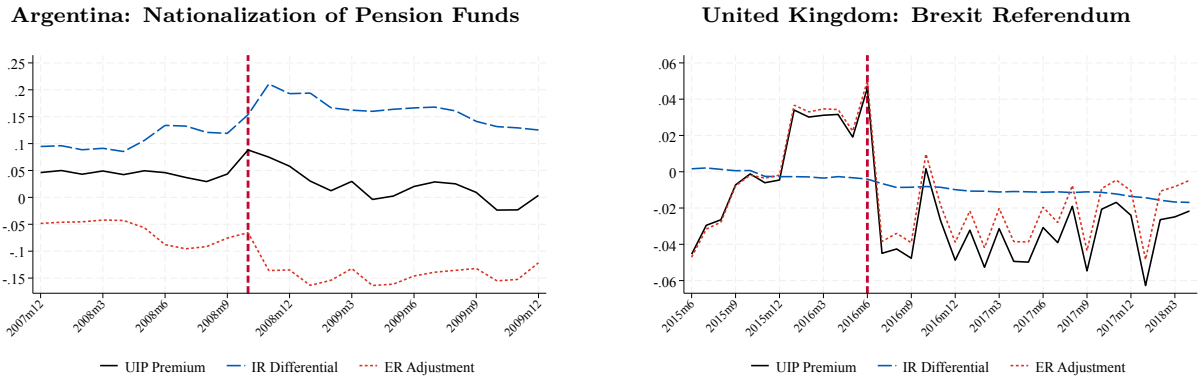 Argentina: Nationalization of Pension Funds
.25
.2
.15
.1
.05
0
-.05
-.1
-.15
2007m12
2008m3
2008m6
2008m9
2008m12
2009m3
2009m6
2009m9
2009m12
UIP Premium IR Differential ER Adjustment
United Kingdom: Brexit Referendum
.06
.04
.02
0
-.02
-.04
-.06
2015m6
2015m9
2015m12
2016m3
2016m6
2016m9
2016m12
2017m3
2017m6
2017m9
2017m12
2018m3
UIP Premium IR Differential ER Adjustment